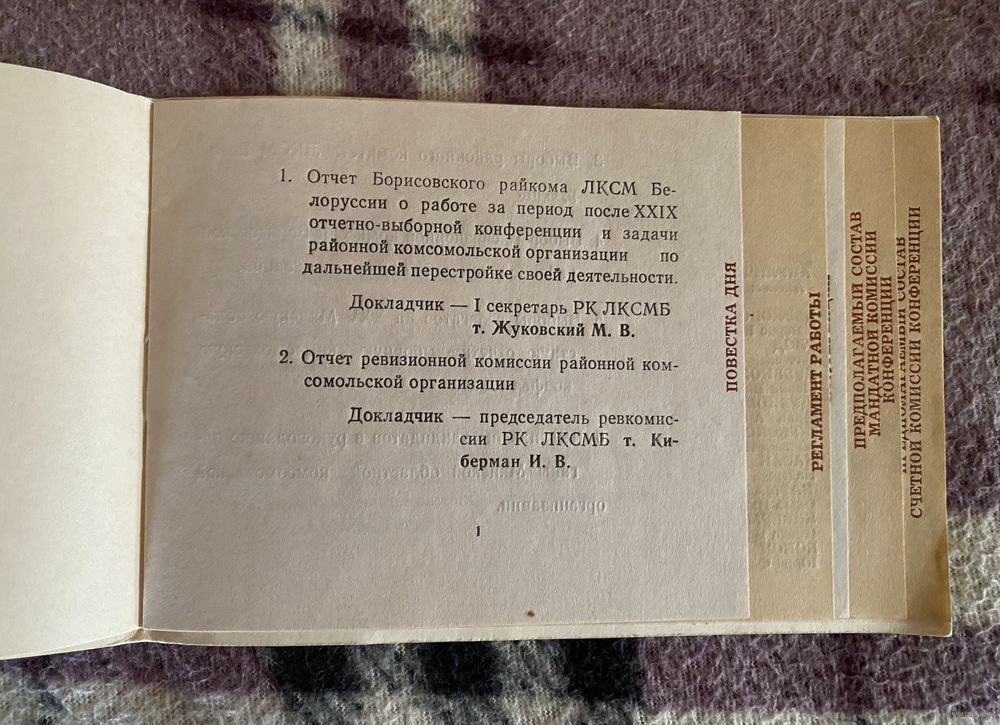 1. Отчет Борисовского райкома ЛКСМ Бе-
лоруссии о работе за период после XXIX
отчетно-выборной конференции и задачи
районной комсомольской организации по
дальнейшей перестройке своей деятельности.
Докладчик — I секретарь РК ЛКСМБ
т. Жуковский М. В.
2. Отчет ревизионной комиссии районной ком-
сомольской организации
Докладчик — председатель ревкомис-
сии РК ЛКСМБ т. Ки-
берман И. В.
1
ПОВЕСТКА ДНЯ
РЕГЛАМЕНТ РАБОТЫ
ПРЕДПОЛАГАЕМЫЙ СОСТАВ
МАНДАТНОЙ КОМИССИИ
КОНФЕРЕНЦИИ
ПРЕДПОЛАГАЕМЫЙ СОСТАВ
СЧЕТНОЙ КОМИССИИ КОНФЕРЕНЦИИ